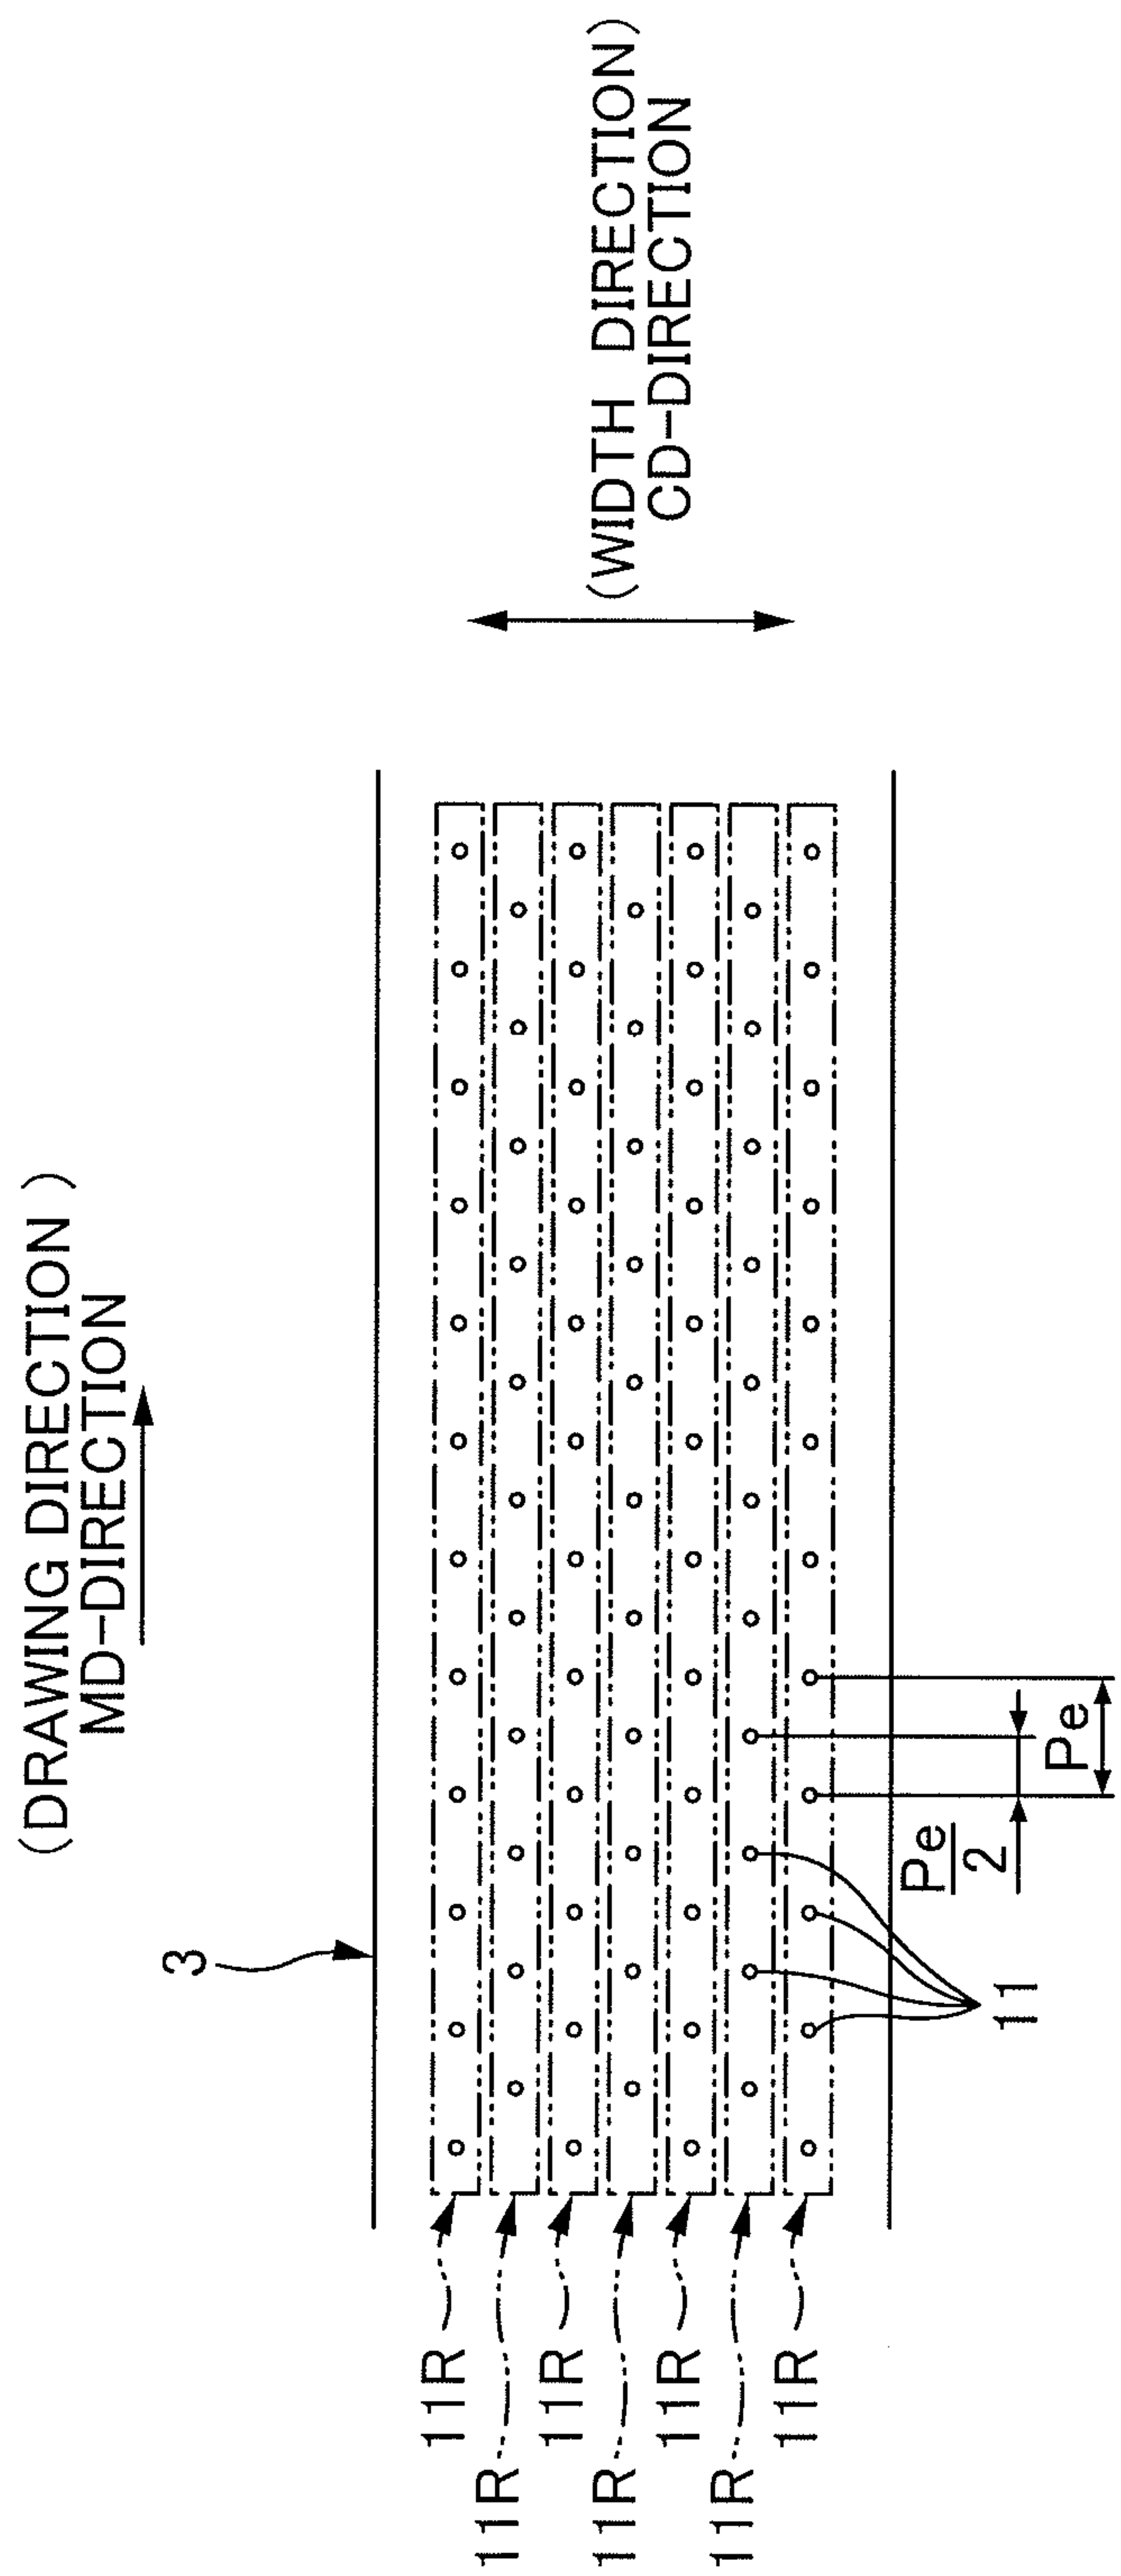 (DRAWING DIRECTION)
MD-DIRECTION
3
(WIDTH DIRECTION)
CD-DIRECTION
11R
11R
11R
11R
11R
11R
11R
11
Pe
2
Pe